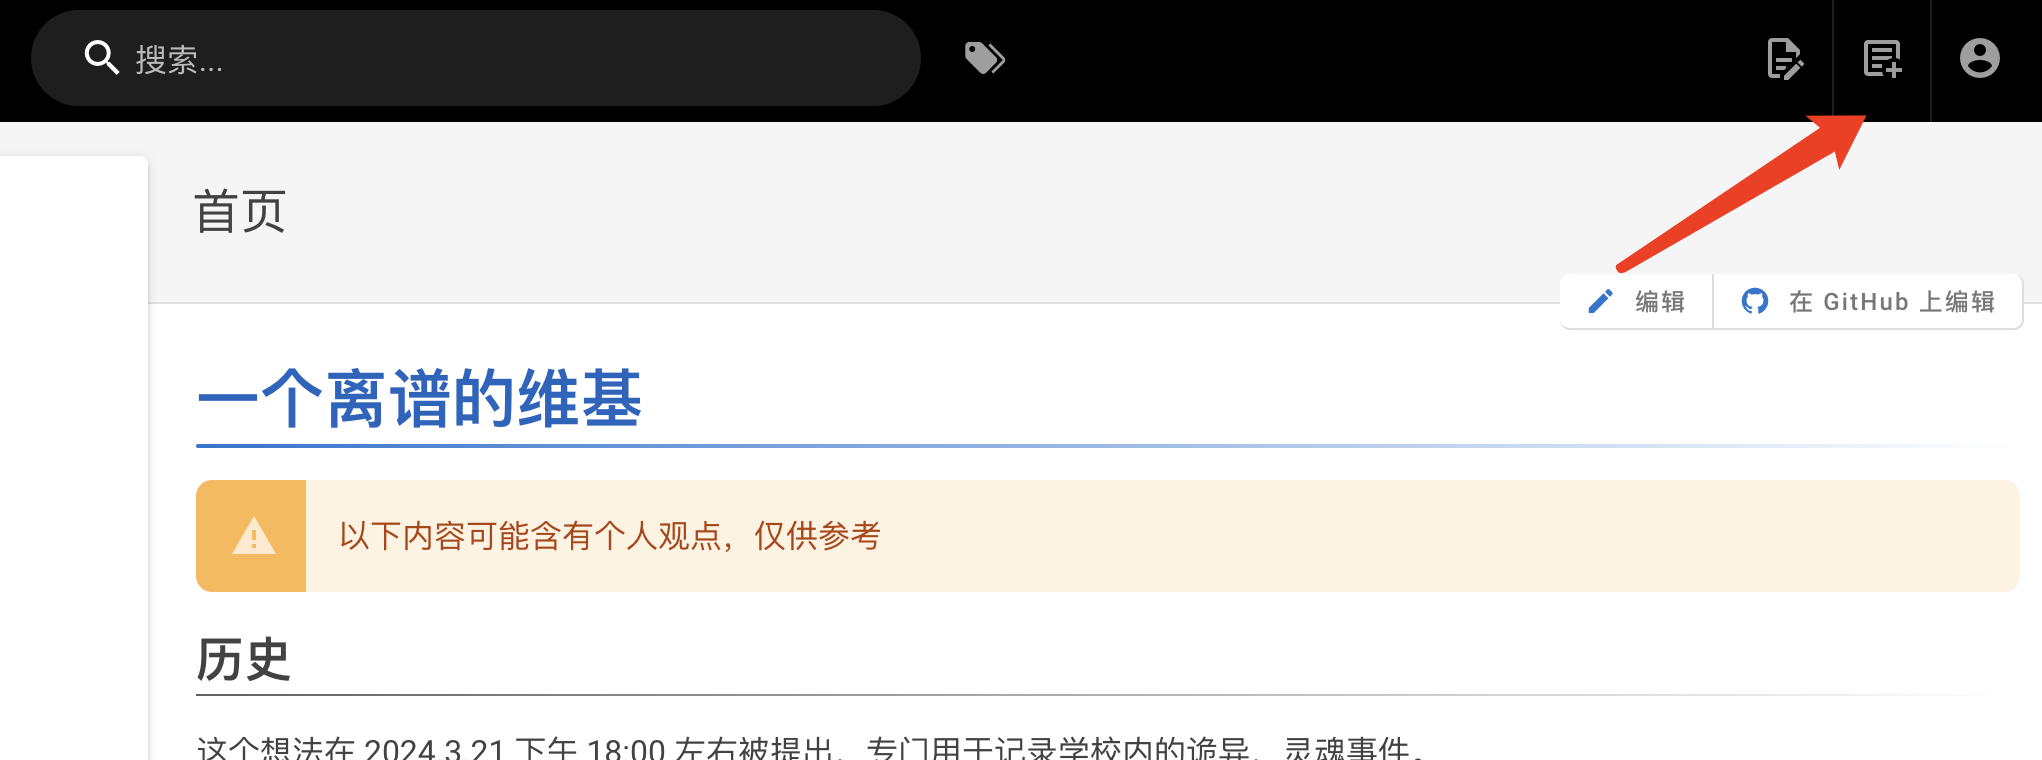 搜索...
首页
编辑
在 GitHub 上编辑
一个离谱的维基
以下内容可能含有个人观点，仅供参考
历史
这个想法在 2024.3.21 下午 18:00 左右被提出，专门用于记录学校内的诡异、灵魂事件。